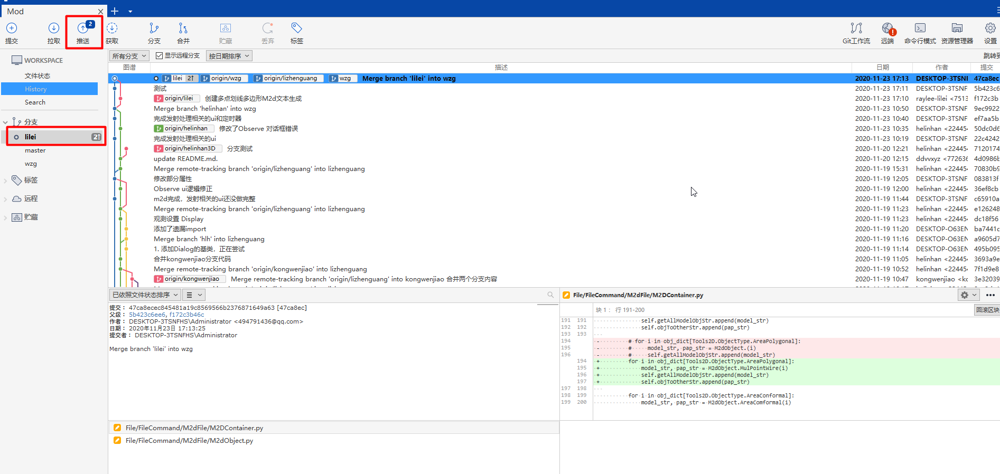 Mod
2
提交
拉取
推送
获取
分支
合并
贮藏
丢弃
标签
Git工作流
远端
命令行模式
资源管理器
设置
WORKSPACE
文件状态
History
Search
分支
lilei 2↑
master
wzg
标签
远程
贮藏
所有分支 显示远程分支 按日期排序 跳转到
图谱 描述 日期 作者 提交
lilei 2↑ origin/wzg origin/lizhenguang wzg Merge branch 'lilei' into wzg 2020-11-23 17:13 DESKTOP-3TSNF 47ca8ec
测试 2020-11-23 17:11 DESKTOP-3TSNF 5b423c6
origin/lilei 创建多点划线多边形M2d文本生成 2020-11-23 17:10 raylee-lilei <7513 f172c3b
Merge branch 'helinhan' into wzg 2020-11-23 10:50 DESKTOP-3TSNF 9ec9922
完成发射处理相关的ui和定时器 2020-11-23 10:40 DESKTOP-3TSNF ef7aa5b
origin/helinhan 修改了Observe 对话框错误 2020-11-23 10:35 helinhan <22445 50dc0d6
完成发射处理相关的ui 2020-11-23 10:19 DESKTOP-3TSNF 22c4242
origin/helinhan3D 分支测试 2020-11-20 12:21 helinhan <22445 7120174
update README.md. 2020-11-20 12:15 ddvvxyz <77263 4d0986b
Merge remote-tracking branch 'origin/lizhenguang' into lizhenguang 2020-11-19 15:31 helinhan <22445 70830b9
修改部分属性 2020-11-19 12:05 DESKTOP-3TSNF 083813f
Observe ui逻辑修正 2020-11-19 12:00 helinhan <22445 36ef8cb
m2d完成，发射相关的ui还没做完整 2020-11-19 11:44 DESKTOP-3TSNF c65910a
Merge remote-tracking branch 'origin/lizhenguang' into lizhenguang 2020-11-19 11:23 helinhan <22445 e126248
观测设置 Display 2020-11-19 11:23 helinhan <22445 dc18f56
添加了遗漏import 2020-11-19 11:20 DESKTOP-O63EN ba7441c
Merge branch 'hlh' into lizhenguang 2020-11-19 11:16 DESKTOP-O63EN a9605d7
1. 添加Dialog的基类，正在尝试 2020-11-19 11:14 DESKTOP-O63EN 495b095
合并kongwenjiao分支代码 2020-11-19 11:05 helinhan <22445 3693a9e
Merge remote-tracking branch 'origin/kongwenjiao' into lizhenguang 2020-11-19 10:52 helinhan <22445 7f1d9e8
origin/kongwenjiao Merge remote-tracking branch 'origin/lizhenguang' into kongwenjiao 合并两个分支内容 2020-11-19 10:47 kongwenjiao <kc 3e32039
已依照文件状态排序
提交： 47ca8ecec845481a19c8569566b2376871649a63 [47ca8ec]
父级： 5b423c6ee6, f172c3b46c
作者： DESKTOP-3TSNFHS\Administrator <494791436@qq.com>
日期： 2020年11月23日 17:13:25
提交者： DESKTOP-3TSNFHS\Administrator
Merge branch 'lilei' into wzg
File/FileCommand/M2dFile/M2DContainer.py
File/FileCommand/M2dFile/M2dObject.py
File/FileCommand/M2dFile/M2DContainer.py
块 1： 行 191-200 回滚区块
191 191 self.getAllModelObjStr.append(model_str)
192 192 self.objToOtherStr.append(pap_str)
193 193
194 - # for i in obj_dict[Tools2D.ObjectType.AreaPolygonal]:
195 - # model_str, pap_str = M2dObject.(i)
196 - # self.getAllModelObjStr.append(model_str)
194 + for i in obj_dict[Tools2D.ObjectType.AreaPolygonal]:
195 + model_str, pap_str = M2dObject.MulPointWire(i)
196 + self.getAllModelObjStr.append(model_str)
197 + self.objToOtherStr.append(pap_str)
197 198
198 199 for i in obj_dict[Tools2D.ObjectType.AreaConformal]:
199 200 model_str, pap_str = M2dObject.AreaComformal(i)